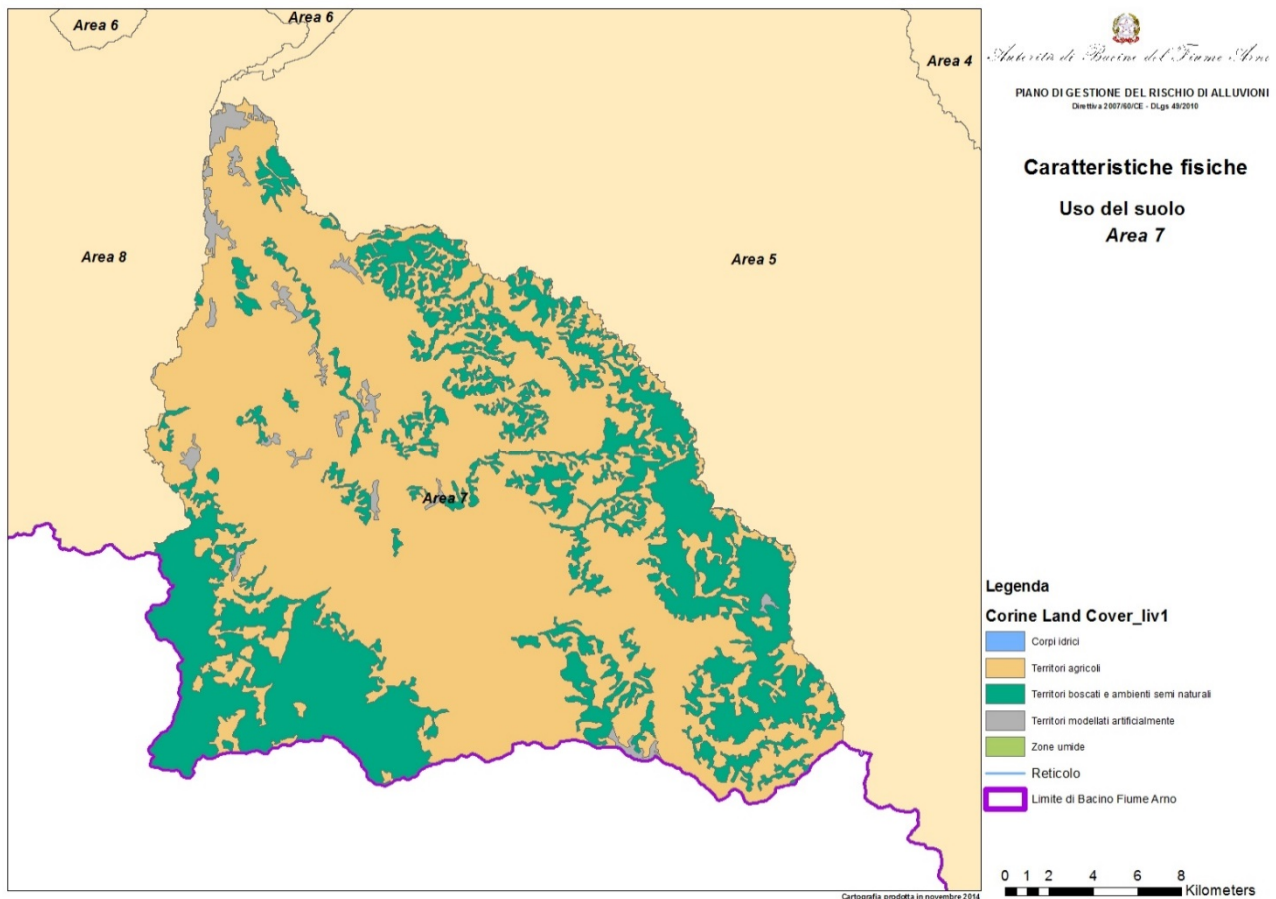 Area 6
Area 6
Area 4
Area 8
Area 5
Area 7
Cartografia prodotta in novembre 2014
Autorità di Bacino del Fiume Arno
PIANO DI GESTIONE DEL RISCHIO DI ALLUVIONI
Direttiva 2007/60/CE - DLgs 49/2010
Caratteristiche fisiche
Uso del suolo
Area 7
Legenda
Corine Land Cover_liv1
Corpi idrici
Territori agricoli
Territori boscati e ambienti semi naturali
Territori modellati artificialmente
Zone umide
Reticolo
Limite di Bacino Fiume Arno
0 1 2 4 6 8
Kilometers